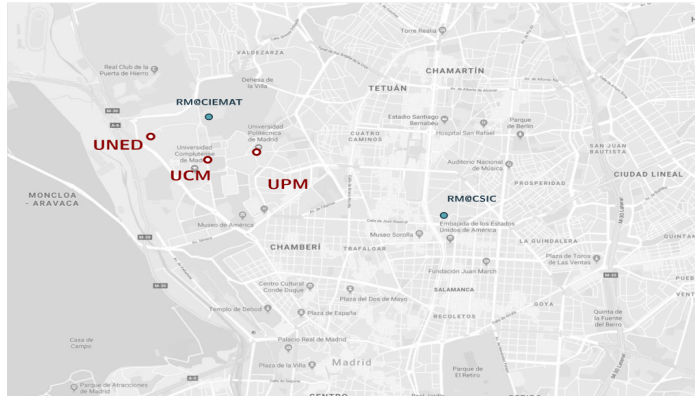 Torre Realia
VALDEZARZA
CHAMARTÍN
Real Club de la
Puerta de Hierro
Dehesa de
la Villa
TETUÁN
RM@CIEMAT
Estadio Santiago
Bernabéu
Parque
de Berlín
Universidad
Politécnica
de Madrid
CUATRO
CAMINOS
Hospital San Rafael
UNED
Universidad
Complutense
de Madrid
SAN JUAN
BAUTISTA
Auditorio Nacional
de Música
CIUDAD LINEAL
UCM
UPM
PROSPERIDAD
MONCLOA
- ARAVACA
RM@CSIC
Museo de América
Embajada de los Estados
Unidos de América
Museo Sorolla
LA GUINDALERA
QUINTAN
CHAMBERÍ
TRAFALGAR
Plaza de Toros
de Las Ventas
Fundación Juan March
PUEB
VENT
Centro Cultural
Conde Duque
SALAMANCA
Plaza del Dos de Mayo
GOYA
Templo de Debod
Plaza de España
RECOLETOS
Quinta de
la Fuente
del Berro
Casa de
Campo
Palacio Real de Madrid
Plaza de la Villa
Madrid
Parque de
El Retiro
Parque de Atracciones
de Madrid
CENTRO